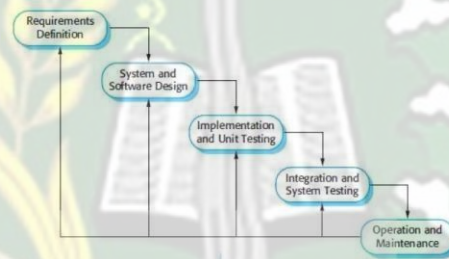 Requirements
Definition
System and
Software Design
Implementation
and Unit Testing
Integration and
System Testing
Operation and
Maintenance